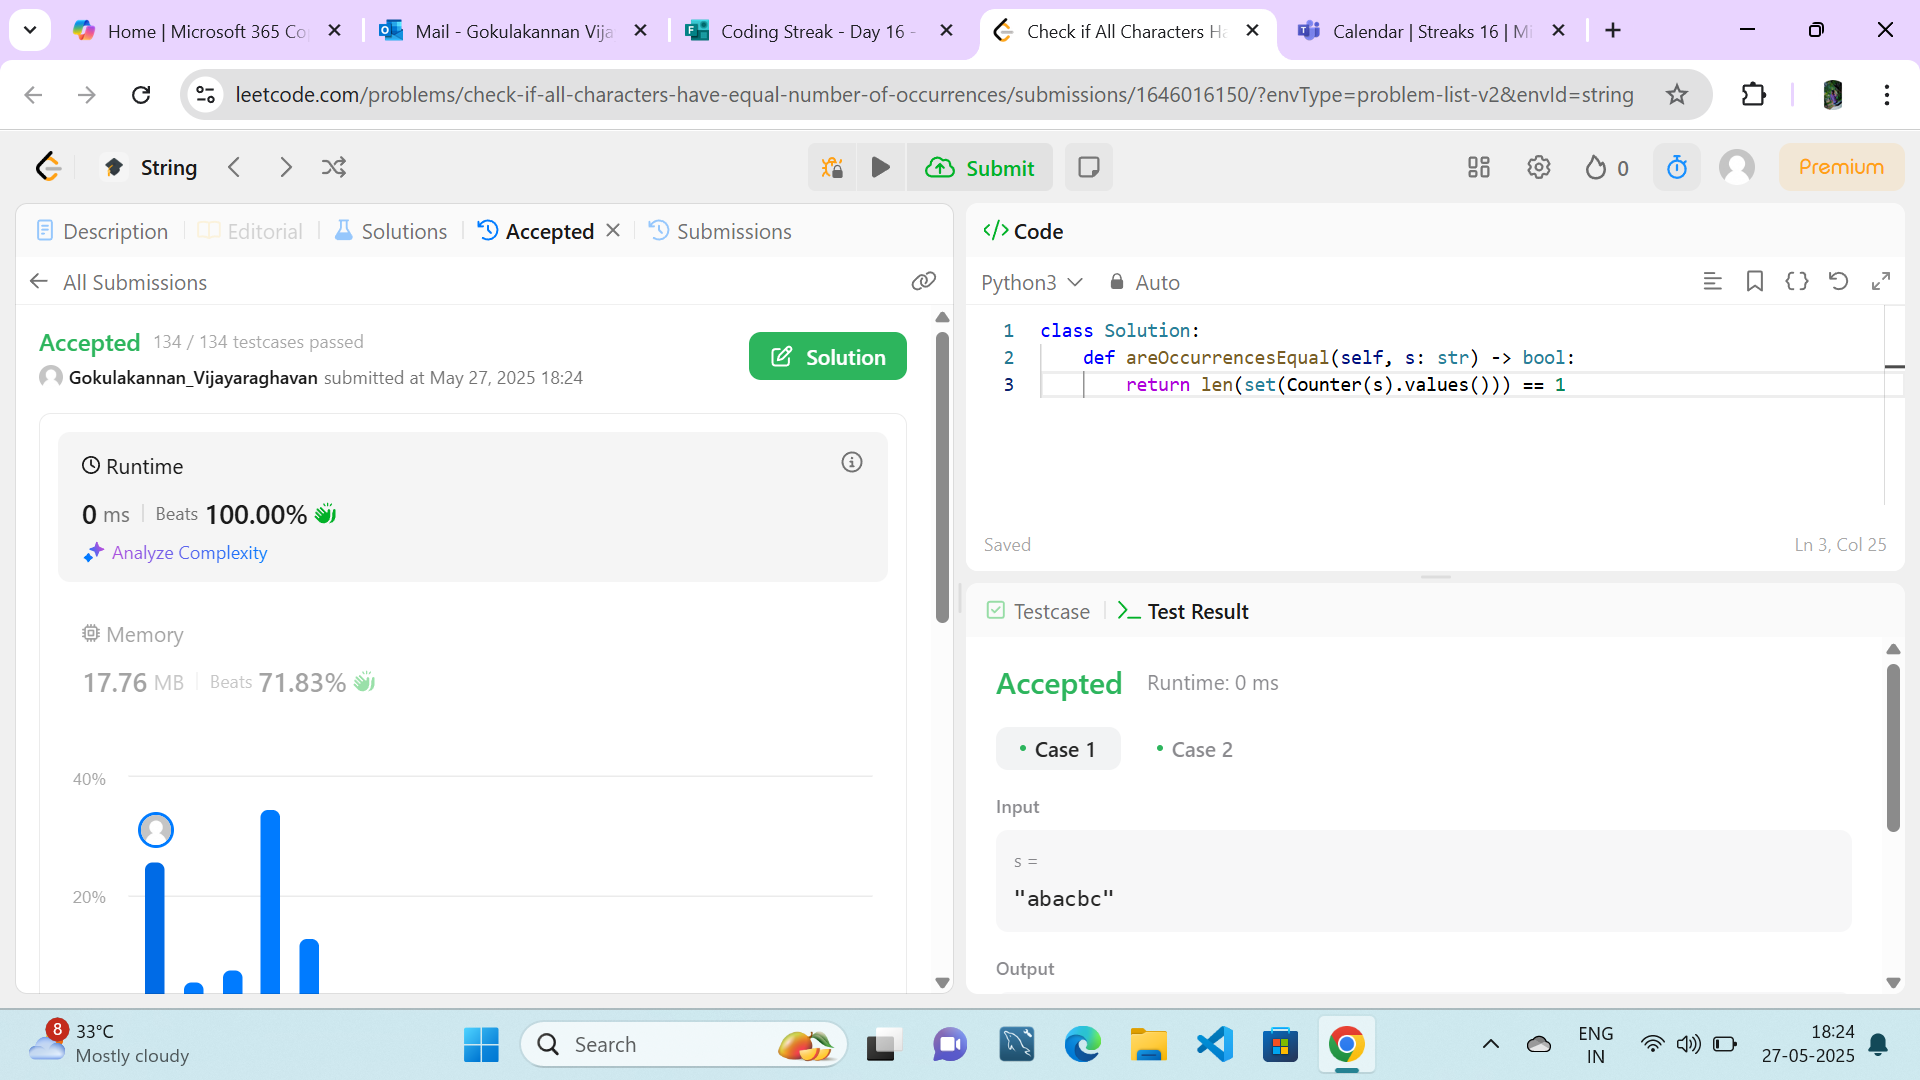 Home | Microsoft 365 Co
Mail - Gokulakannan Vija
Coding Streak - Day 16 -
Check if All Characters Ha
Calendar | Streaks 16 | Mi
leetcode.com/problems/check-if-all-characters-have-equal-number-of-occurrences/submissions/1646016150/?envType=problem-list-v2&envId=string
String
Submit
0
Premium
Description
Editorial
Solutions
Accepted
Submissions
All Submissions
Accepted 134 / 134 testcases passed
Gokulakannan_Vijayaraghavan submitted at May 27, 2025 18:24
Solution
Runtime
0 ms Beats 100.00%
Analyze Complexity
Memory
17.76 MB Beats 71.83%
40%
20%
</> Code
Python3
Auto
1 class Solution:
2 def areOccurrencesEqual(self, s: str) -> bool:
3 return len(set(Counter(s).values())) == 1
Saved
Ln 3, Col 25
Testcase
Test Result
Accepted Runtime: 0 ms
Case 1
Case 2
Input
s =
"abacbc"
Output
8
33°C
Mostly cloudy
Search
ENG
IN
18:24
27-05-2025